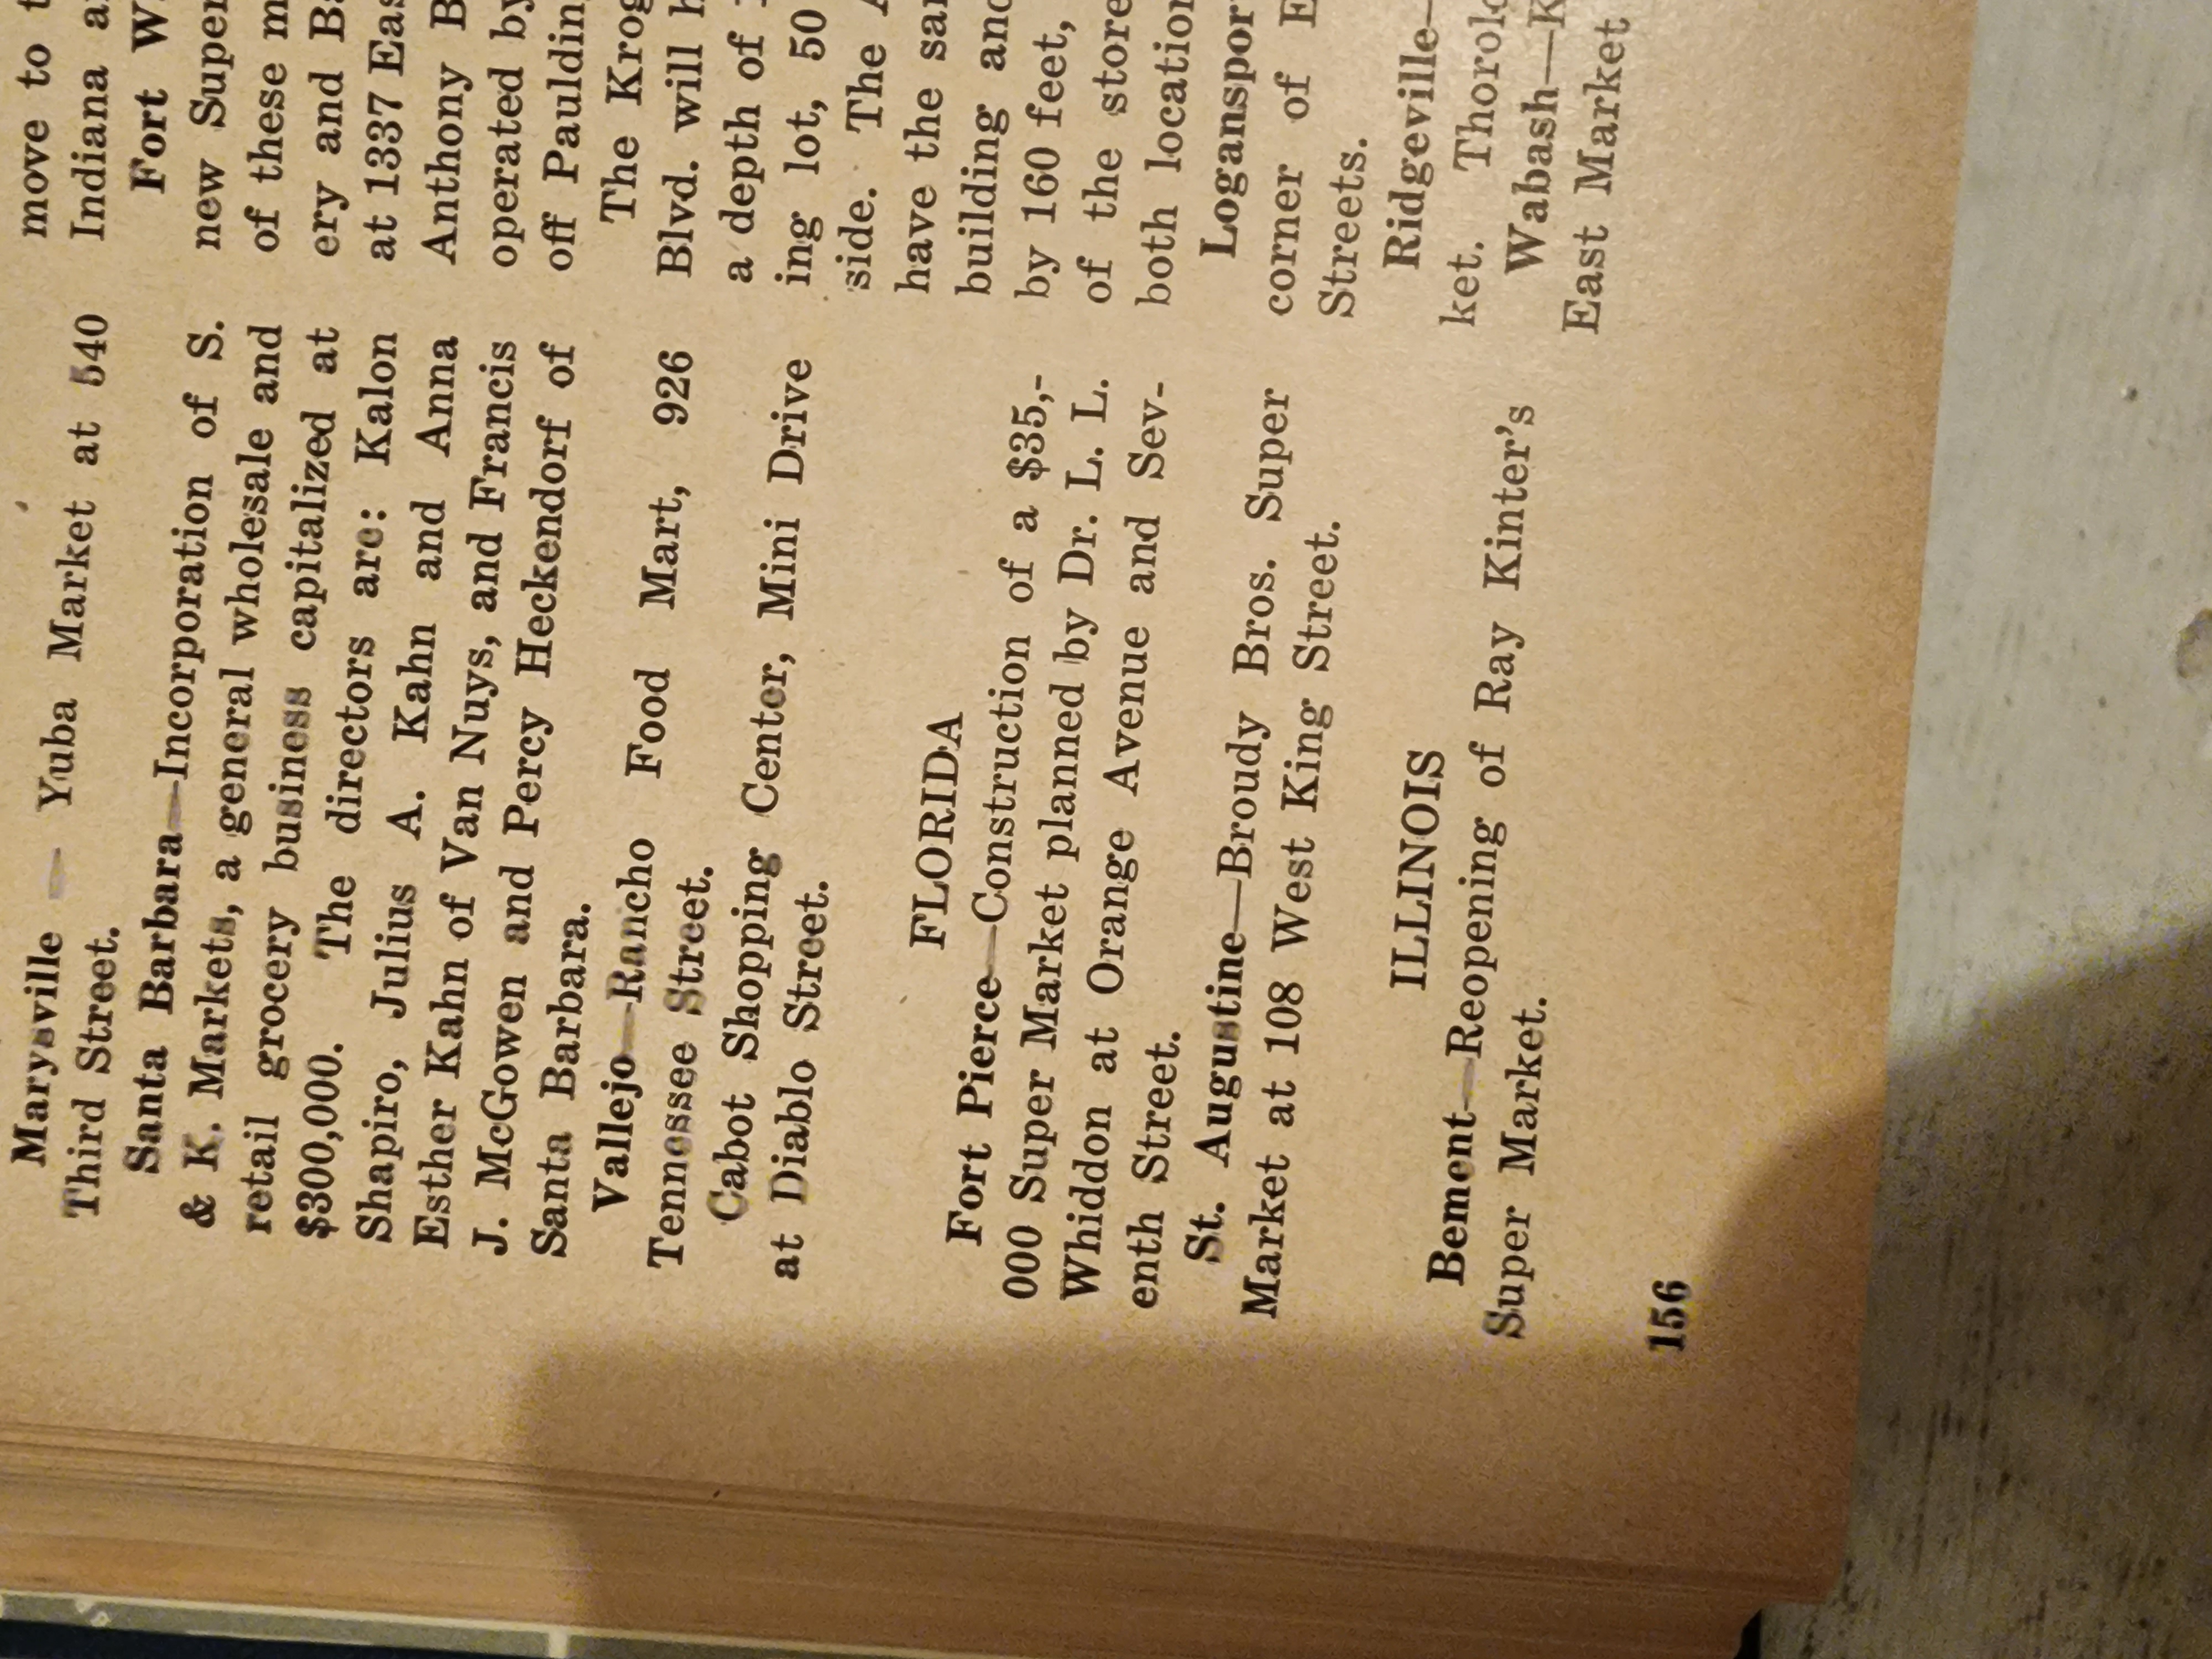 Marysville — Yuba Market at 540
Third Street.
Santa Barbara—Incorporation of S.
& K. Markets, a general wholesale and
retail grocery business capitalized at
$300,000. The directors are: Kalon
Shapiro, Julius A. Kahn and Anna
Esther Kahn of Van Nuys, and Francis
J. McGowen and Percy Heckendorf of
Santa Barbara.
Vallejo—Rancho Food Mart, 926
Tennessee Street.
Cabot Shopping Center, Mini Drive
at Diablo Street.
FLORIDA
Fort Pierce—Construction of a $35,-
000 Super Market planned by Dr. L. L.
Whiddon at Orange Avenue and Sev-
enth Street.
St. Augustine—Broudy Bros. Super
Market at 108 West King Street.
ILLINOIS
Bement—Reopening of Ray Kinter's
Super Market.
156
move to
Indiana
Fort
new
of these
ery and
at 1337
Anthony
operated by
off
The
Blvd. will
a depth of
ing lot, 50
side. The
have the
building
by 160 feet,
of the
both
corner of
Streets.
Ridgeville—
ket.
Wabash—
East Market